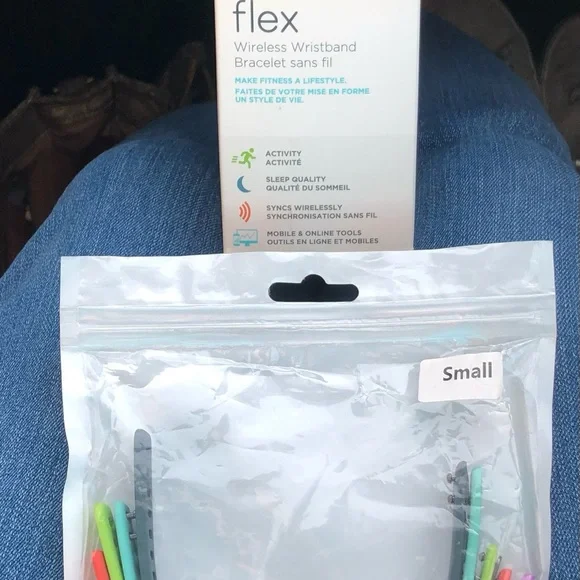 flex
Wireless Wristband
Bracelet sans fil
MAKE FITNESS A LIFESTYLE.
FAITES DE VOTRE MISE EN FORME
UN STYLE DE VIE.
ACTIVITY
ACTIVITÉ
SLEEP QUALITY
QUALITÉ DU SOMMEIL
SYNCS WIRELESSLY
SYNCHRONISATION SANS FIL
MOBILE & ONLINE TOOLS
OUTILS EN LIGNE ET MOBILES
Small